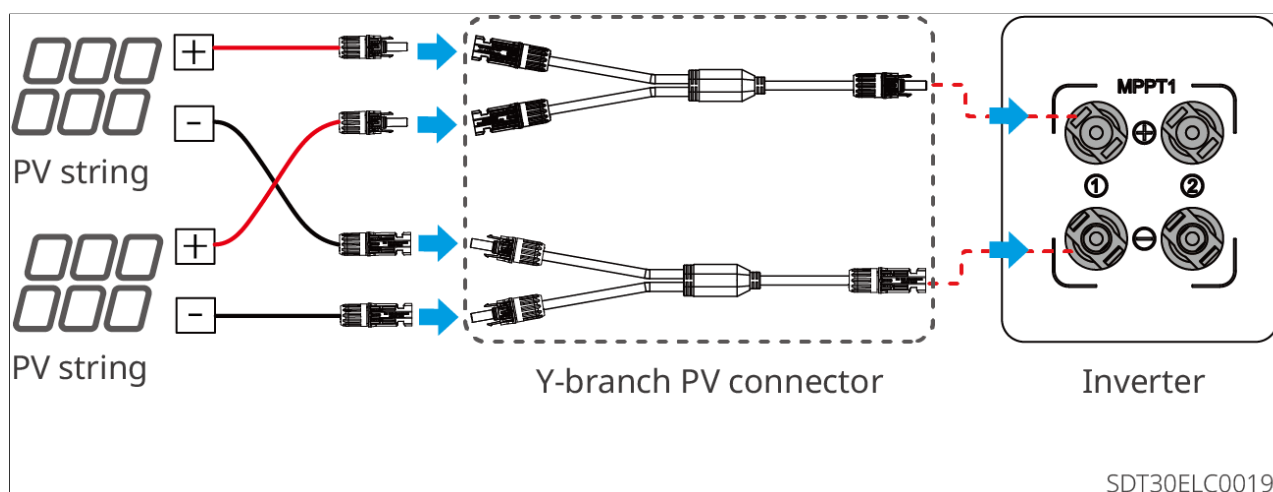 +
-
PV string
+
-
PV string
Y-branch PV connector
MPPT1
⊕
① ②
⊖
Inverter
SDT30ELC0019